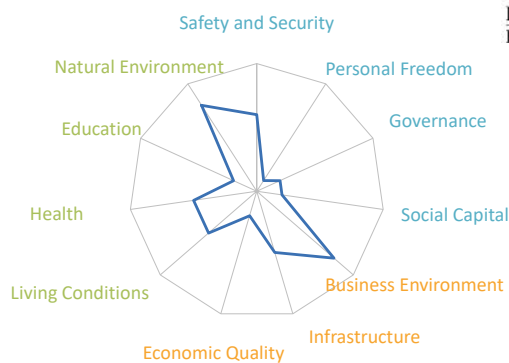 Safety and Security
Personal Freedom
Governance
Social Capital
Business Environment
Infrastructure
Economic Quality
Living Conditions
Health
Education
Natural Environment